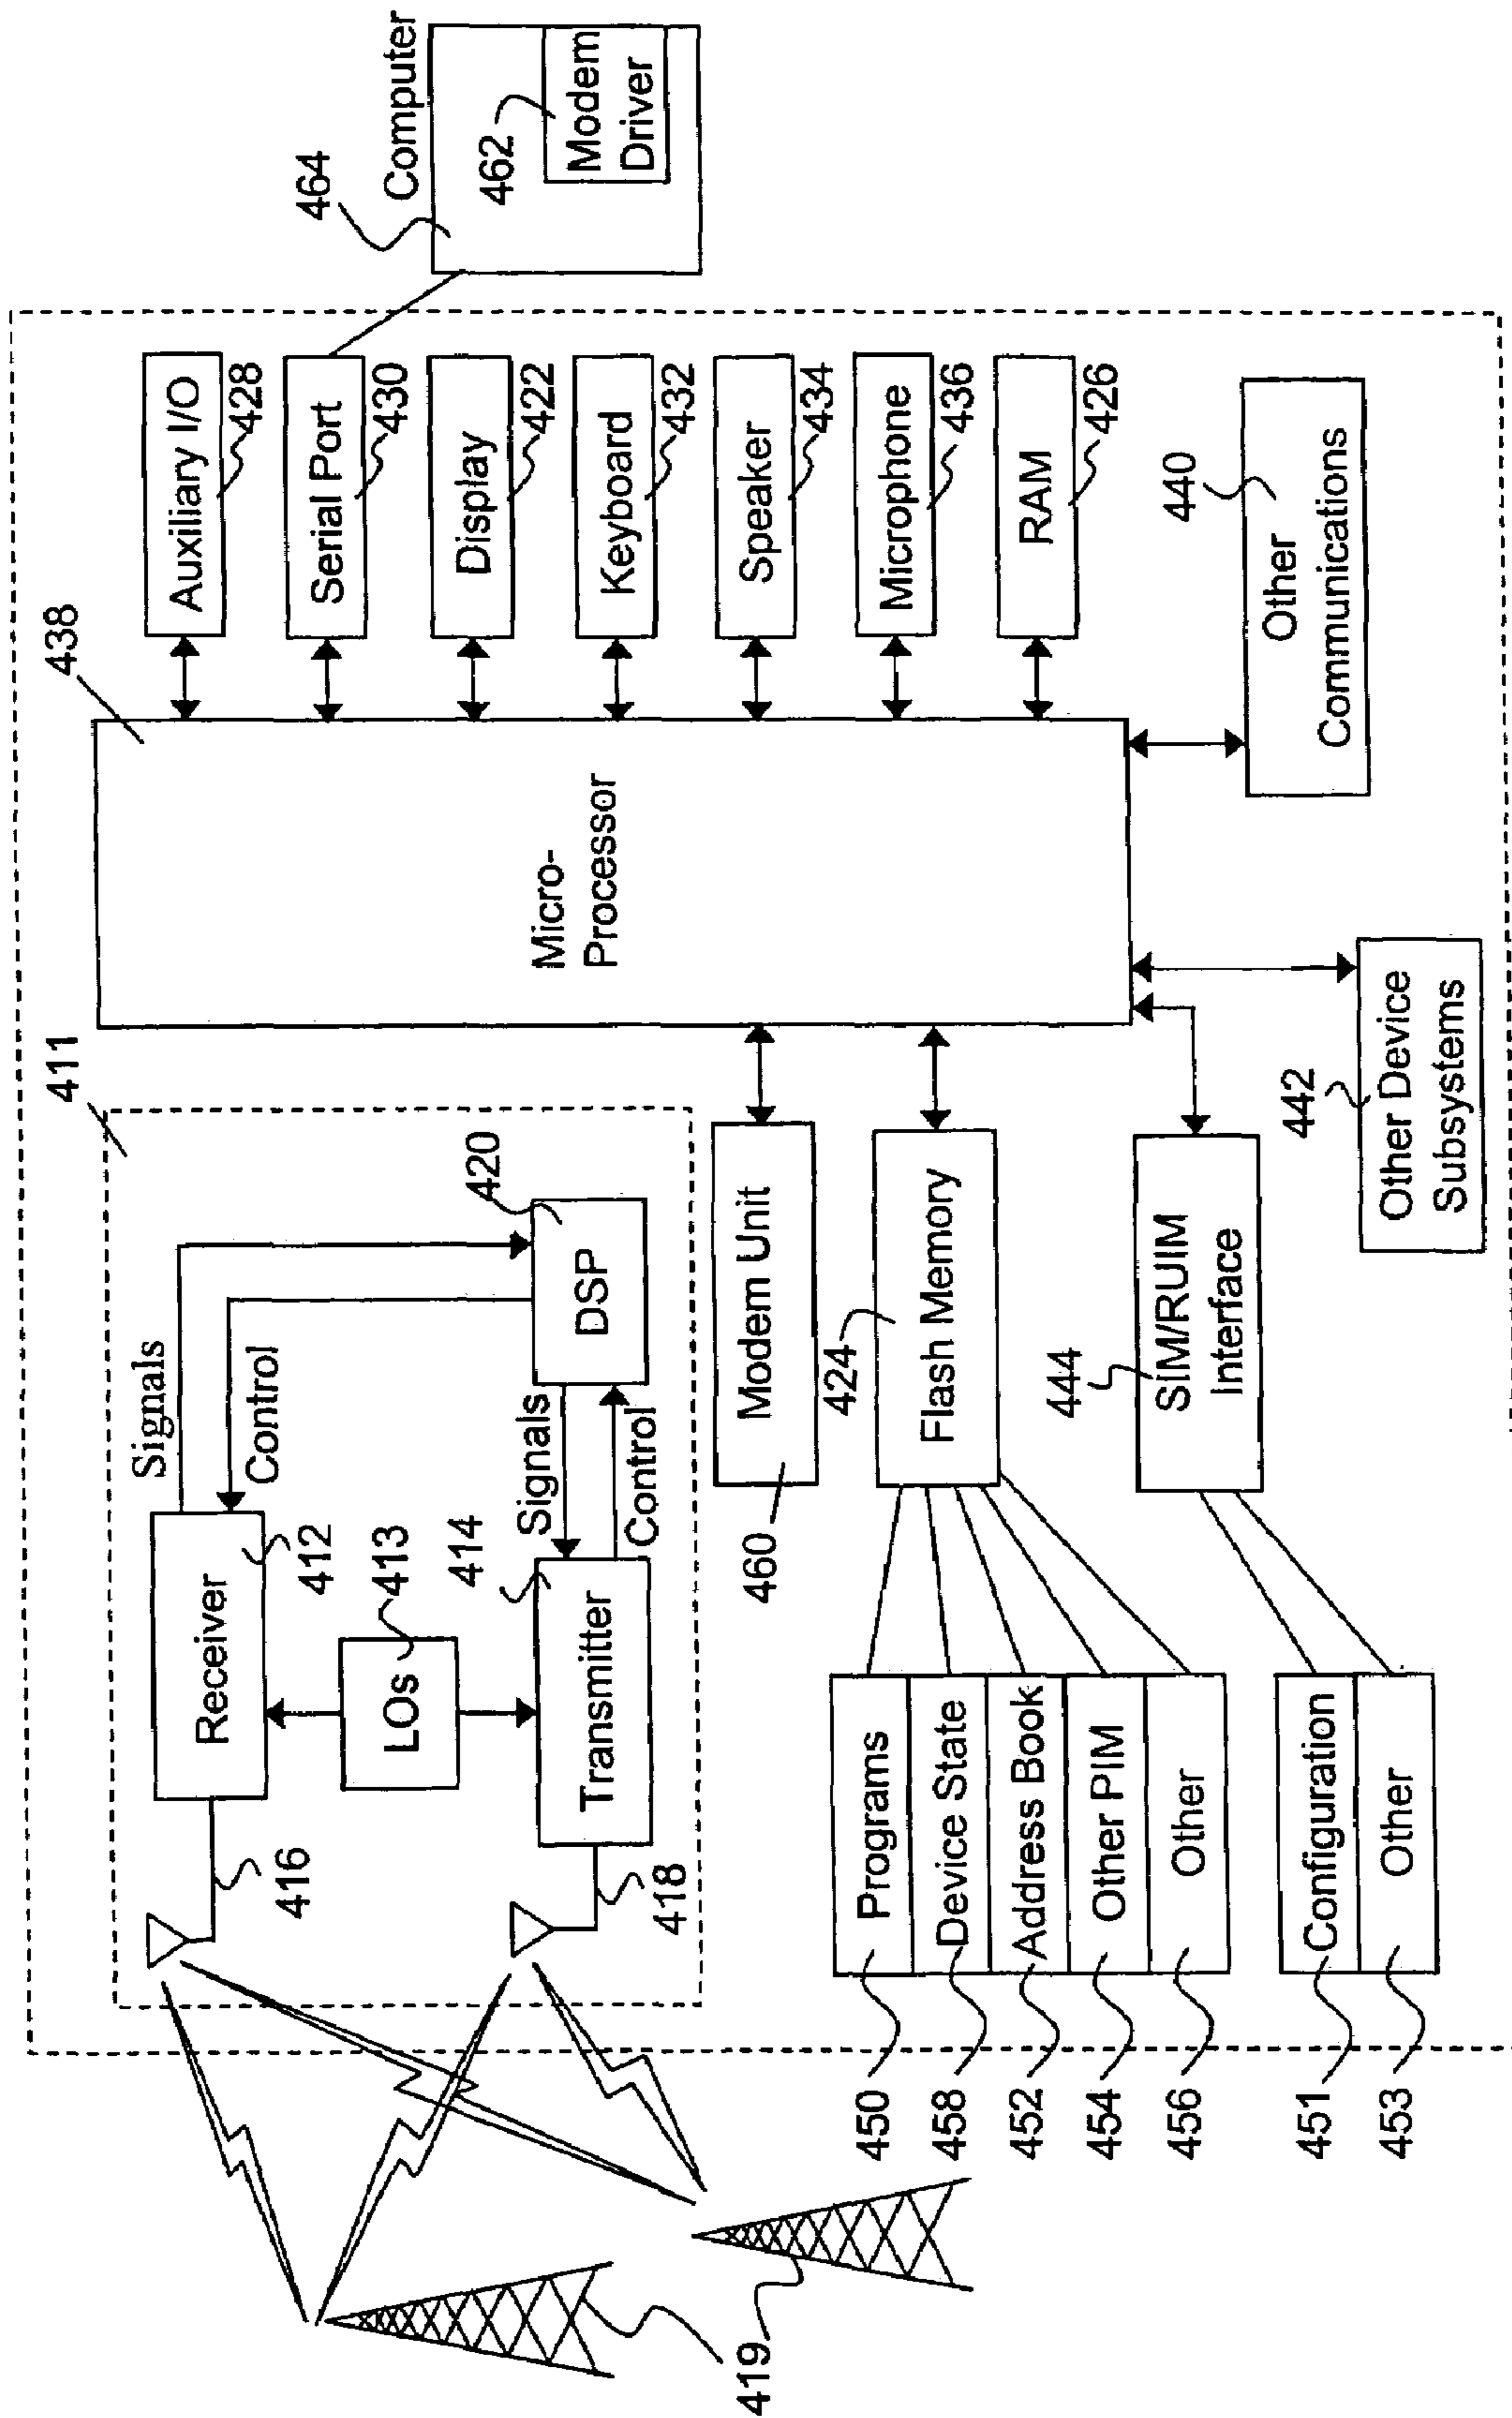 411
438
Signals
Control
Receiver
412
416
LOs
413
Signals
Control
414
Transmitter
418
DSP
420
419
Micro-
Processor
Auxiliary I/O
428
Serial Port
430
Display
422
Keyboard
432
Speaker
434
Microphone
436
RAM
426
464
Computer
462
Modem
Driver
Modem Unit
460
424
Flash Memory
450
Programs
458
Device State
452
Address Book
454
Other PIM
456
Other
444
SIM/RUIM
Interface
451
Configuration
453
Other
442
Other Device
Subsystems
440
Other
Communications